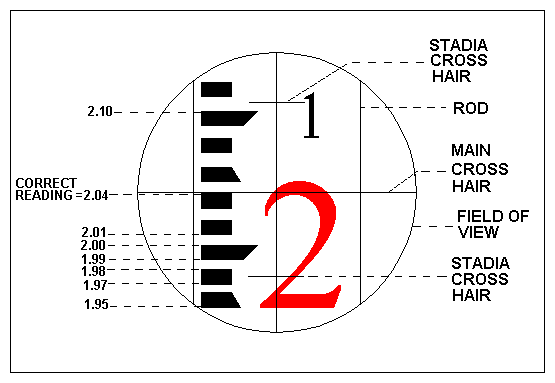 STADIA
CROSS
HAIR
2.10
1
ROD
MAIN
CROSS
HAIR
CORRECT
READING = 2.04
2
FIELD OF
VIEW
2.01
2.00
1.99
1.98
1.97
1.95
STADIA
CROSS
HAIR